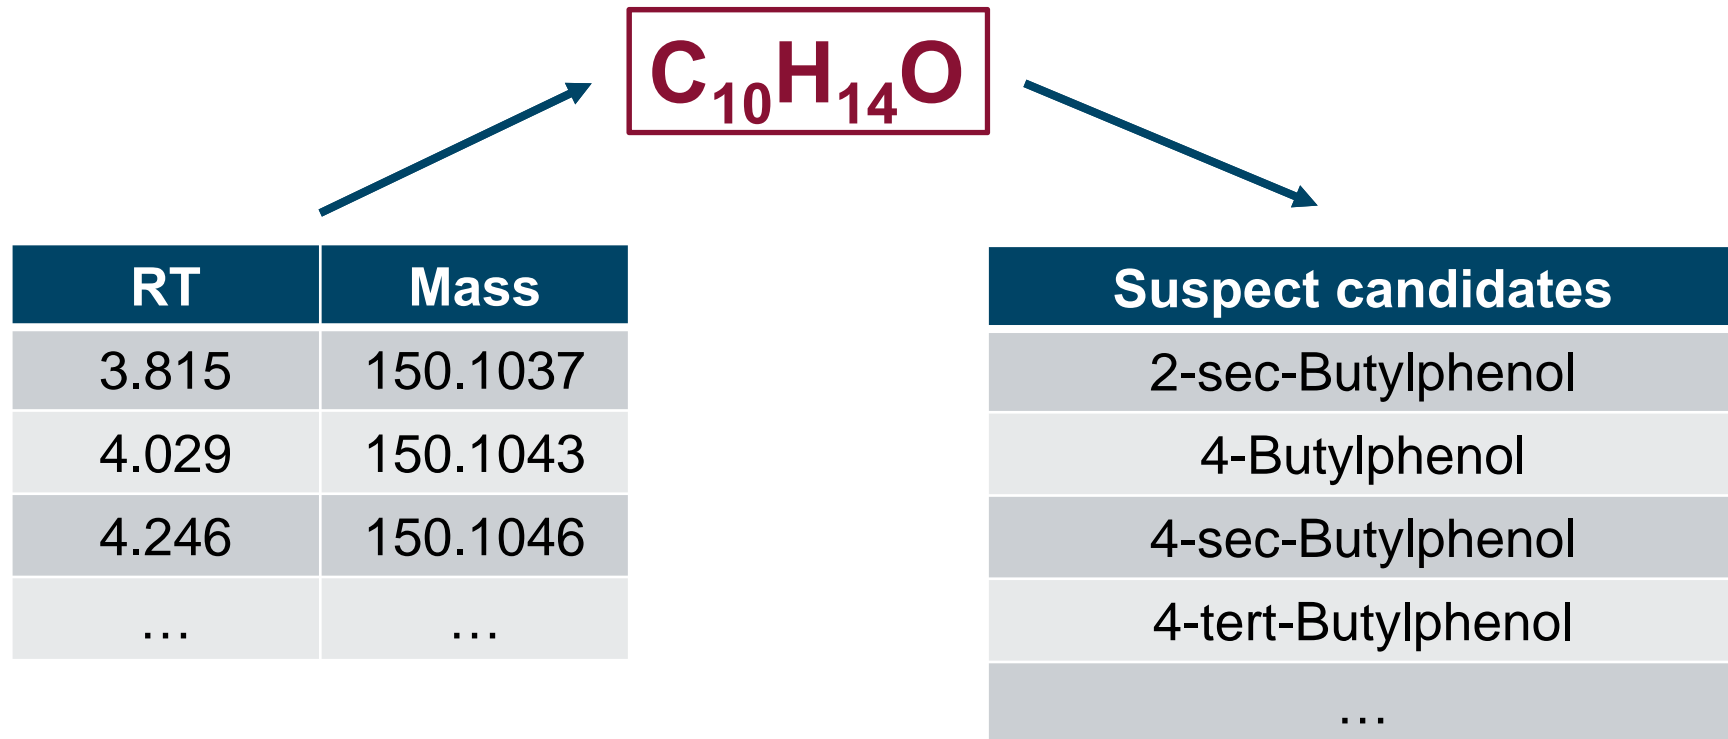 C₁₀H₁₄O
RT Mass
3.815 150.1037
4.029 150.1043
4.246 150.1046
… …
Suspect candidates
2-sec-Butylphenol
4-Butylphenol
4-sec-Butylphenol
4-tert-Butylphenol
…